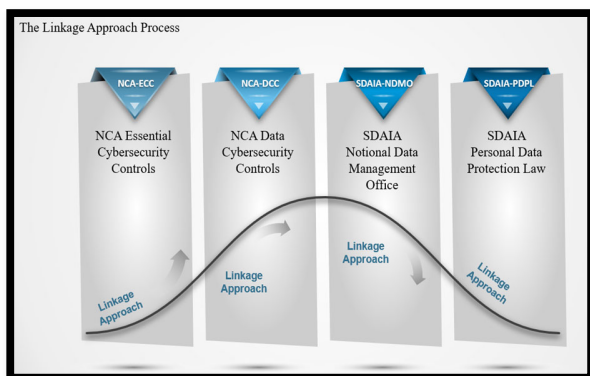 The Linkage Approach Process
NCA-ECC
NCA-DCC
SDAIA-NDMO
SDAIA-PDPL
NCA Essential
Cybersecurity
Controls
NCA Data
Cybersecurity
Controls
SDAIA
Notional Data
Management
Office
SDAIA
Personal Data
Protection Law
Linkage
Approach
Linkage
Approach
Linkage
Approach
Linkage
Approach